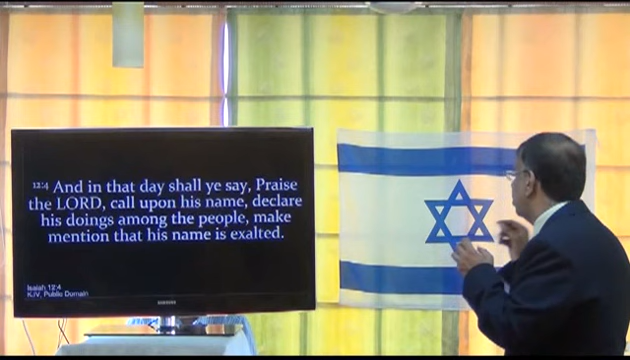 12:4 And in that day shall ye say, Praise
the LORD, call upon his name, declare
his doings among the people, make
mention that his name is exalted.
Isaiah 12:4
KJV, Public Domain
SAMSUNG